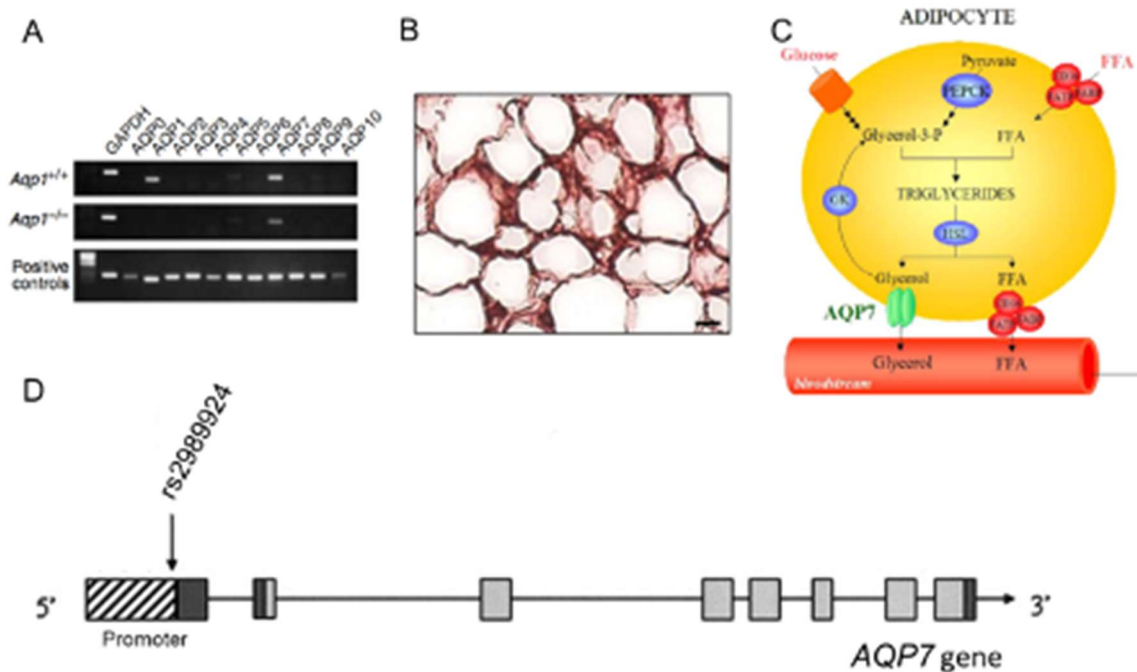 A
GAPDH
AQP0
AQP1
AQP2
AQP3
AQP4
AQP5
AQP6
AQP7
AQP8
AQP9
AQP10
Aqp1+/+
Aqp1-/-
Positive
controls
B
C
ADIPOCYTE
Glucose
Pyruvate
FFA
PEPCK
Glycerol-3-P
FFA
TRIGLYCERIDES
GK
HSL
Glycerol
FFA
AQP7
Glycerol
FFA
bloodstream
D
rs2989924
5'
3'
Promoter
AQP7 gene